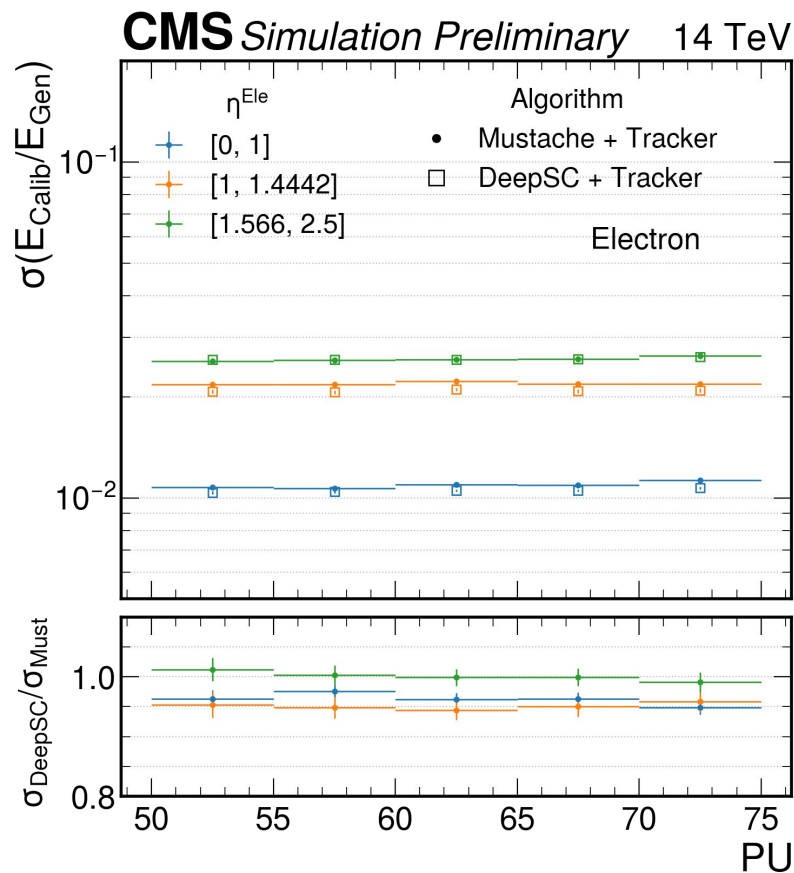 CMS Simulation Preliminary 14 TeV
σ(E_Calib/E_Gen)
η^Ele
[0, 1]
[1, 1.4442]
[1.566, 2.5]
Algorithm
Mustache + Tracker
DeepSC + Tracker
Electron
10^−1
10^−2
σ_DeepSC/σ_Must
1.0
0.8
50 55 60 65 70 75
PU